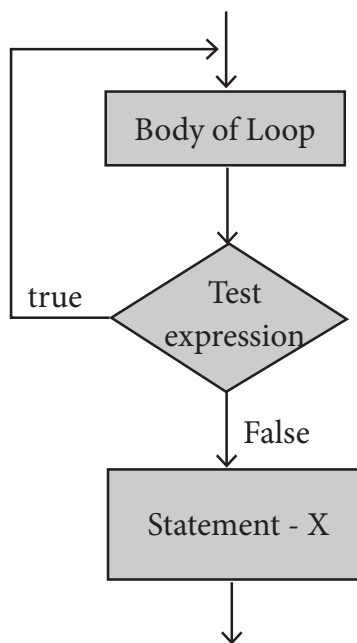 Body of Loop
true
Test
expression
False
Statement - X